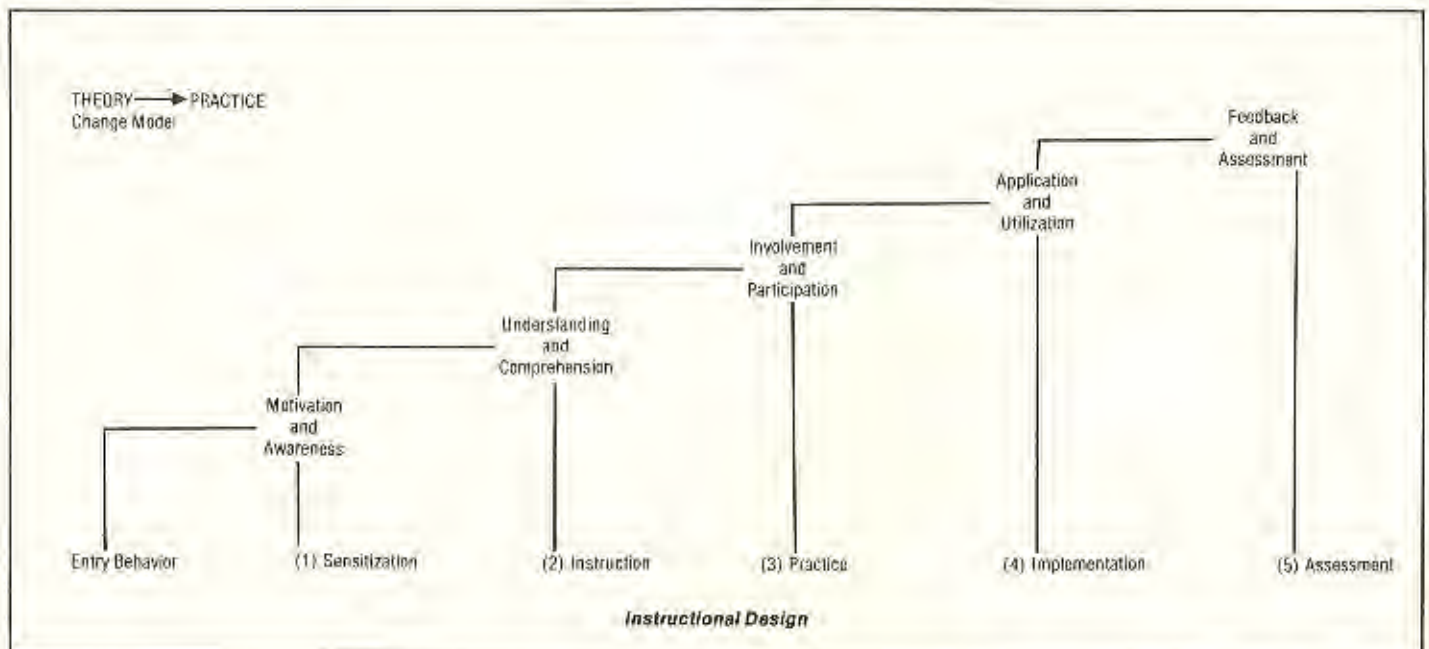 THEORY → PRACTICE
Change Model
Feedback
and
Assessment
Application
and
Utilization
Involvement
and
Participation
Understanding
and
Comprehension
Motivation
and
Awareness
Entry Behavior (1) Sensitization (2) Instruction (3) Practice (4) Implementation (5) Assessment
Instructional Design